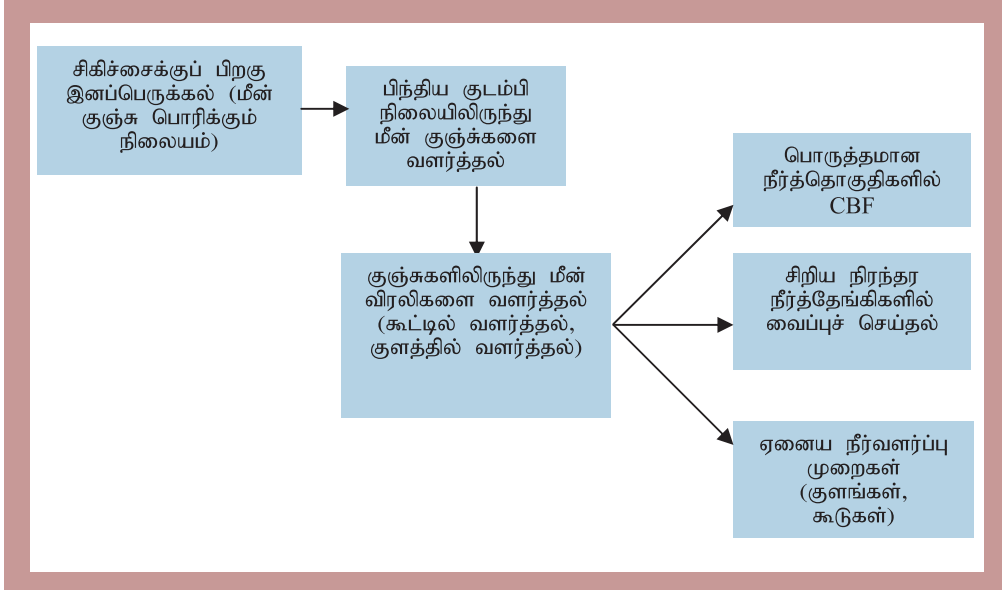 சிகிச்சைக்குப் பிறகு
இனப்பெருக்கல் (மீன்
குஞ்சு பொரிக்கும்
நிலையம்)
பிந்திய குடம்பி
நிலையிலிருந்து
மீன் குஞ்சுகளை
வளர்த்தல்
குஞ்சுகளிலிருந்து மீன்
விரலிகளை வளர்த்தல்
(கூட்டில் வளர்த்தல்,
குளத்தில் வளர்த்தல்)
பொருத்தமான
நீர்த்தொகுதிகளில்
CBF
சிறிய நிரந்தர
நீர்த்தேங்கிகளில்
வைப்புச் செய்தல்
ஏனைய நீர்வளர்ப்பு
முறைகள்
(குளங்கள்,
கூடுகள்)